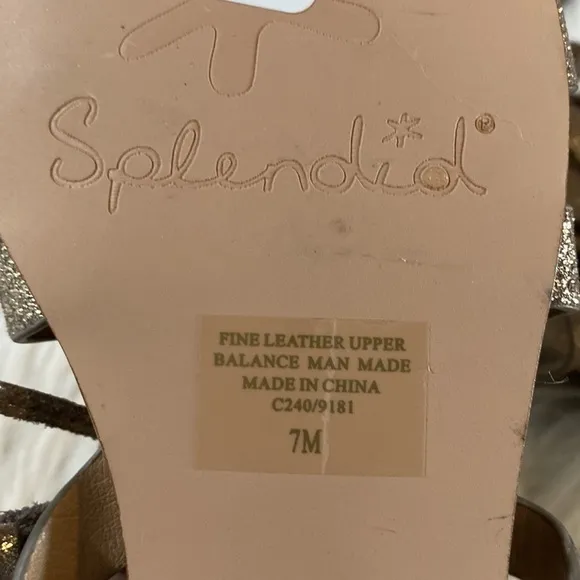 Splendid®
FINE LEATHER UPPER
BALANCE MAN MADE
MADE IN CHINA
C240/9181
7M